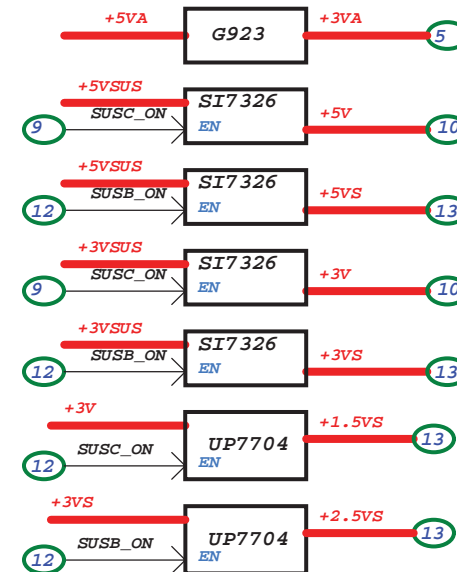 +5VA G923 +3VA 5
+5VSUS SI7326
9 SUSC_ON EN +5V 10
+5VSUS SI7326
12 SUSB_ON EN +5VS 13
+3VSUS SI7326
9 SUSC_ON EN +3V 10
+3VSUS SI7326
12 SUSB_ON EN +3VS 13
+3V UP7704 +1.5VS 13
12 SUSC_ON EN
+3VS UP7704 +2.5VS 13
12 SUSB_ON EN